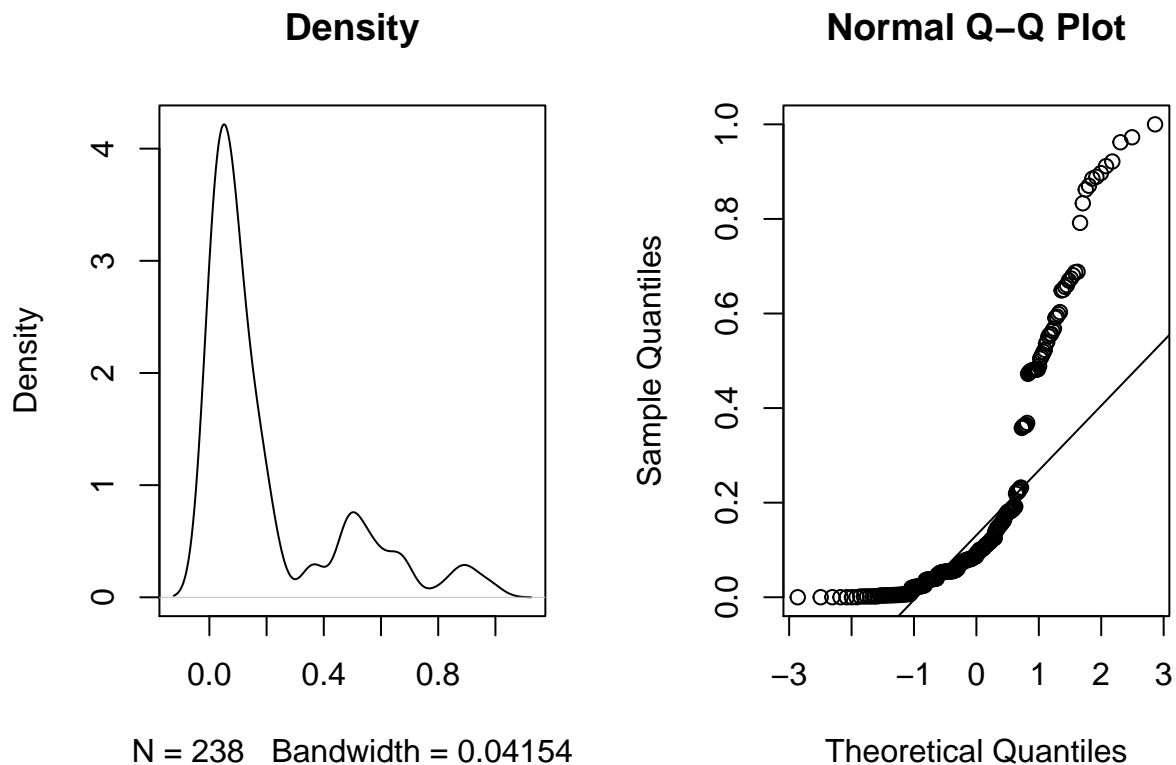 Density
Density
0 1 2 3 4
0.0 0.4 0.8
N = 238 Bandwidth = 0.04154
Normal Q−Q Plot
Sample Quantiles
0.0 0.2 0.4 0.6 0.8 1.0
−3 −1 0 1 2 3
Theoretical Quantiles